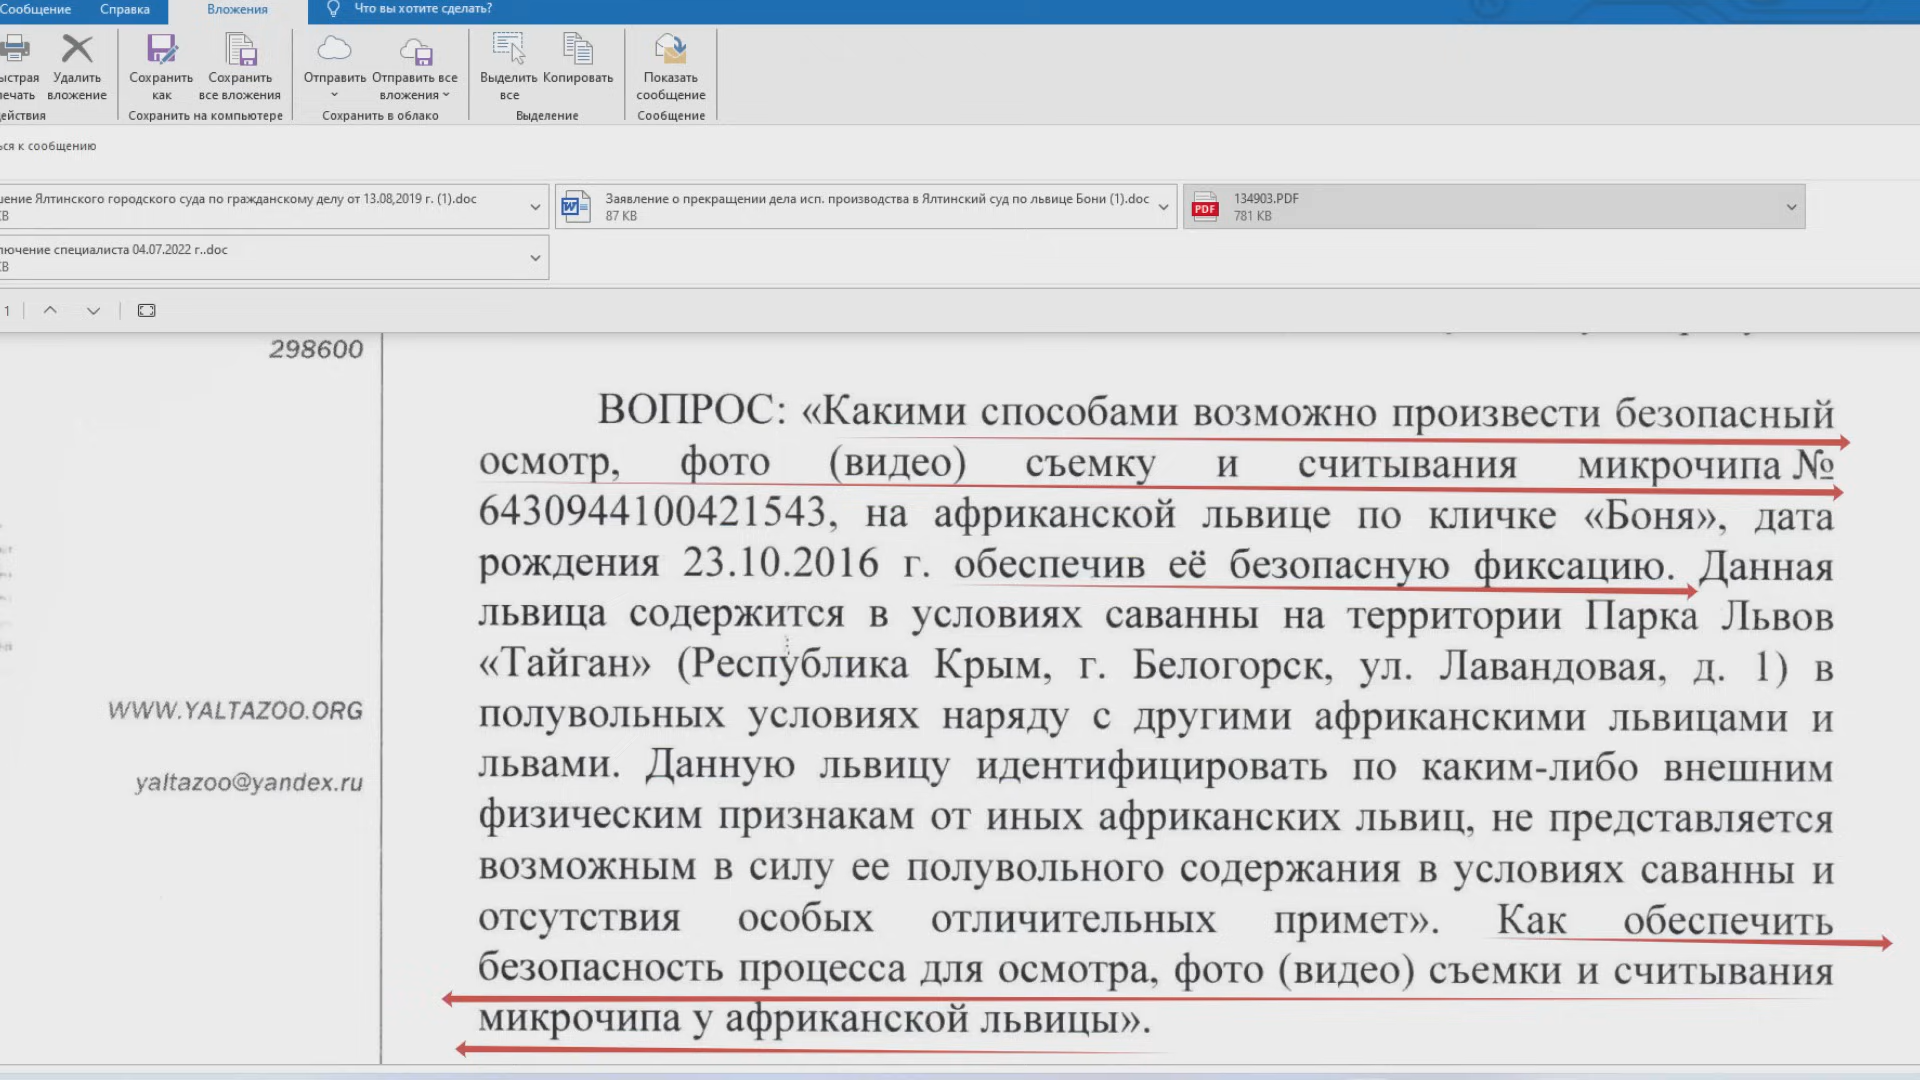 Сообщение Справка Вложения Что вы хотите сделать?
Удалить вложение
Сохранить как
Сохранить все вложения
Отправить
Отправить все вложения
Выделить все
Копировать
Показать сообщение
Сохранить на компьютере
Сохранить в облако
Выделение
Сообщение
к сообщению
Ялтинского городского суда по гражданскому делу от 13.08,2019 г. (1).doc
Заявление о прекращении дела исп. производства в Ялтинский суд по львице Бони (1).doc
87 KB
PDF
134903.PDF
781 KB
специалиста 04.07.2022 г..doc
1
298600
WWW.YALTAZOO.ORG
yaltazoo@yandex.ru
ВОПРОС: «Какими способами возможно произвести безопасный
осмотр, фото (видео) съемку и считывания микрочипа №
6430944100421543, на африканской львице по кличке «Боня», дата
рождения 23.10.2016 г. обеспечив её безопасную фиксацию. Данная
львица содержится в условиях саванны на территории Парка Львов
«Тайган» (Республика Крым, г. Белогорск, ул. Лавандовая, д. 1) в
полувольных условиях наряду с другими африканскими львицами и
львами. Данную львицу идентифицировать по каким-либо внешним
физическим признакам от иных африканских львиц, не представляется
возможным в силу ее полувольного содержания в условиях саванны и
отсутствия особых отличительных примет». Как обеспечить
безопасность процесса для осмотра, фото (видео) съемки и считывания
микрочипа у африканской львицы».